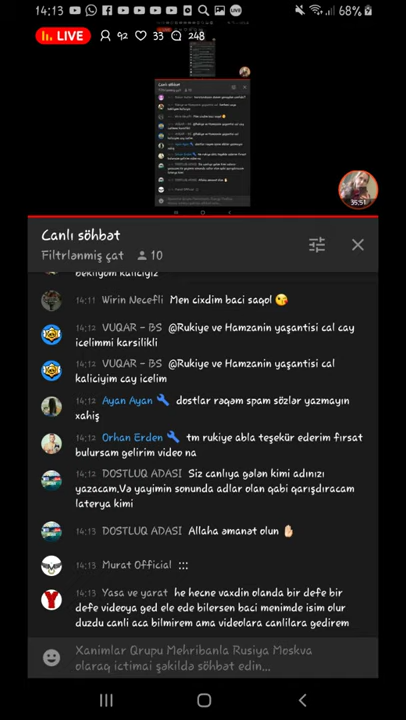 14:13
68%
LIVE 92 33 248
35:51
Canlı söhbət
Filtrlənmiş çat 10
bekliyom kalıcıyız
14:11 Wirin Necefli Men cixdim baci saqol 😘
14:12 VUQAR - BS @Rukiye ve Hamzanin yaşantisi cal cay
icelimmi karsilikli
14:12 VUQAR - BS @Rukiye ve Hamzanin yaşantisi cal
kaliciyim cay icelim
14:12 Ayan Ayan 🔧 dostlar rəqəm spam sözlər yazmayın
xahiş
14:12 Orhan Erden 🔧 tm rukiye abla teşekür ederim fırsat
bulursam gelirim video na
14:12 DOSTLUQ ADASI Siz canlıya gələn kimi adınızı
yazacam,Və yayimin sonunda adlar olan qabi qarışdıracam
laterya kimi
14:13 DOSTLUQ ADASI Allaha əmanət olun ✋🏻
14:13 Murat Official :::
14:13 Yasa ve yarat he hecne vaxdin olanda bir defe bir
defe videoya ged ele ede bilersen baci menimde isim olur
duzdu canli aca bilmirem ama videolara canlilara gedirem
Xanimlar Qrupu Mehribanla Rusiya Moskva
olaraq ictimai şəkildə söhbət edin...